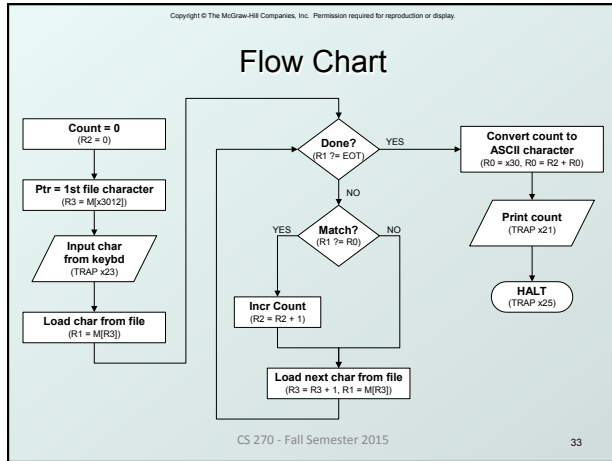 Copyright © The McGraw-Hill Companies, Inc. Permission required for reproduction or display.
Flow Chart
Count = 0
(R2 = 0)
Ptr = 1st file character
(R3 = M[x3012])
Input char
from keybd
(TRAP x23)
Load char from file
(R1 = M[R3])
Done?
(R1 ?= EOT)
YES
NO
Match?
(R1 ?= R0)
YES
NO
Incr Count
(R2 = R2 + 1)
Load next char from file
(R3 = R3 + 1, R1 = M[R3])
Convert count to
ASCII character
(R0 = x30, R0 = R2 + R0)
Print count
(TRAP x21)
HALT
(TRAP x25)
CS 270 - Fall Semester 2015
33